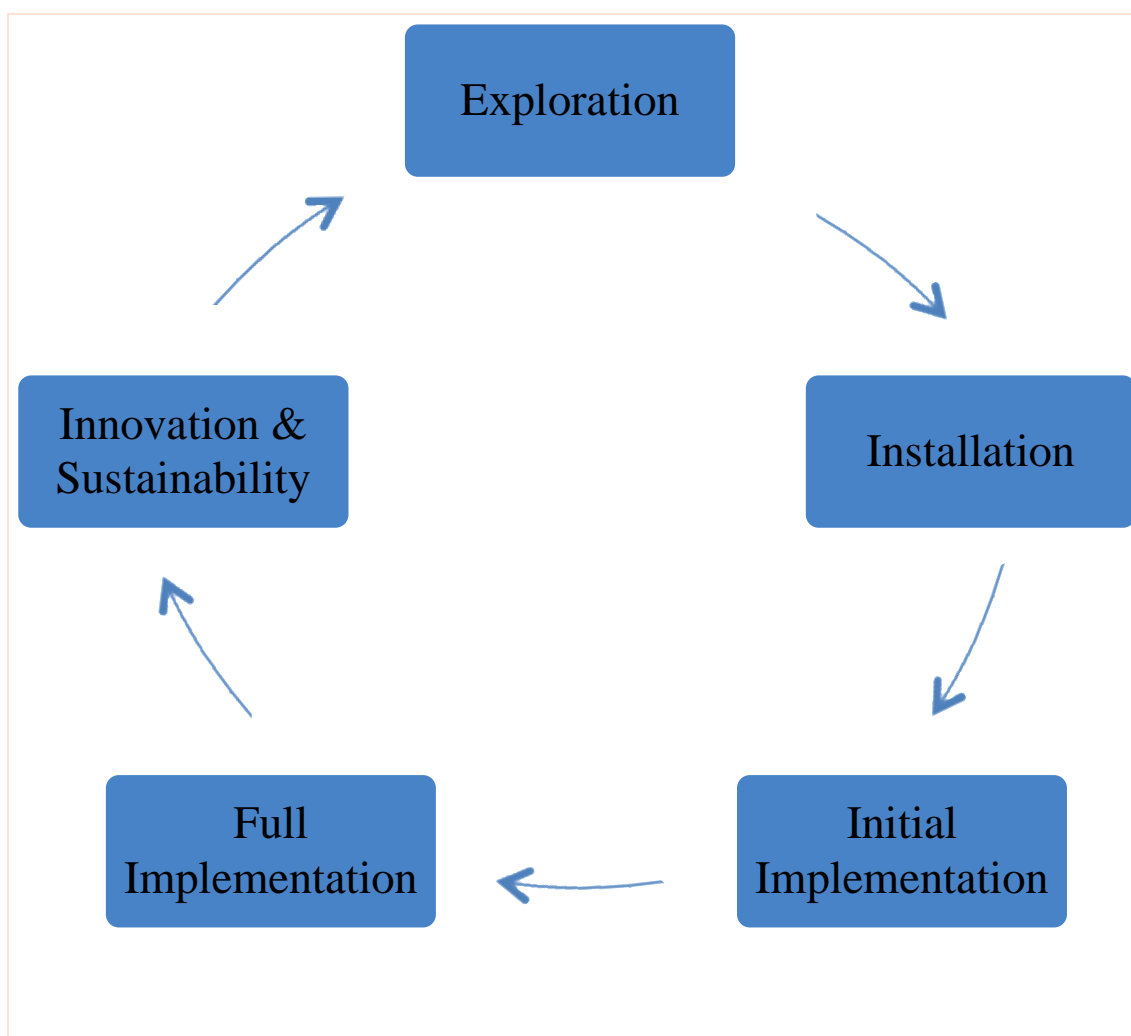 Exploration
Installation
Initial
Implementation
Full
Implementation
Innovation &
Sustainability